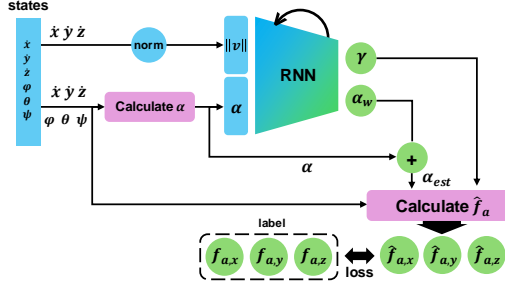 states
ẋ
ẏ
ż
φ
θ
ψ
ẋ ẏ ż
norm
‖v‖
RNN
γ
ẋ ẏ ż
φ θ ψ
Calculate α
α
α_w
+
α
α_est
Calculate f̂_a
label
f_a,x f_a,y f_a,z
loss
f̂_a,x f̂_a,y f̂_a,z